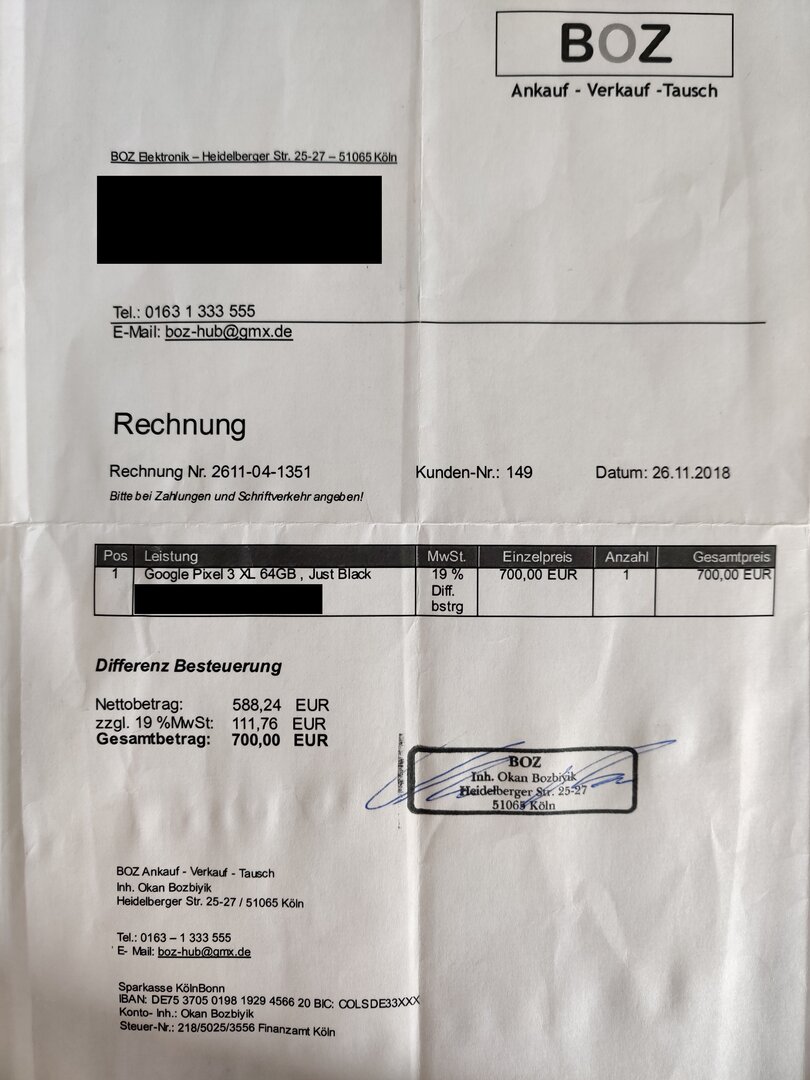 BOZ
Ankauf - Verkauf -Tausch
BOZ Elektronik – Heidelberger Str. 25-27 – 51065 Köln
Tel.: 0163 1 333 555
E-Mail: boz-hub@gmx.de
Rechnung
Rechnung Nr. 2611-04-1351 Kunden-Nr.: 149 Datum: 26.11.2018
Bitte bei Zahlungen und Schriftverkehr angeben!
Pos Leistung MwSt. Einzelpreis Anzahl Gesamtpreis
1 Google Pixel 3 XL 64GB , Just Black 19 % 700,00 EUR 1 700,00 EUR
Diff.
bstrg
Differenz Besteuerung
Nettobetrag: 588,24 EUR
zzgl. 19 %MwSt: 111,76 EUR
Gesamtbetrag: 700,00 EUR
BOZ
Inh. Okan Bozbiyik
Heidelberger Str. 25-27
51065 Köln
BOZ Ankauf - Verkauf - Tausch
Inh. Okan Bozbiyik
Heidelberger Str. 25-27 / 51065 Köln
Tel.: 0163 – 1 333 555
E- Mail: boz-hub@gmx.de
Sparkasse KölnBonn
IBAN: DE75 3705 0198 1929 4566 20 BIC: COLSDE33XXX
Konto- Inh.: Okan Bozbiyik
Steuer-Nr.: 218/5025/3556 Finanzamt Köln